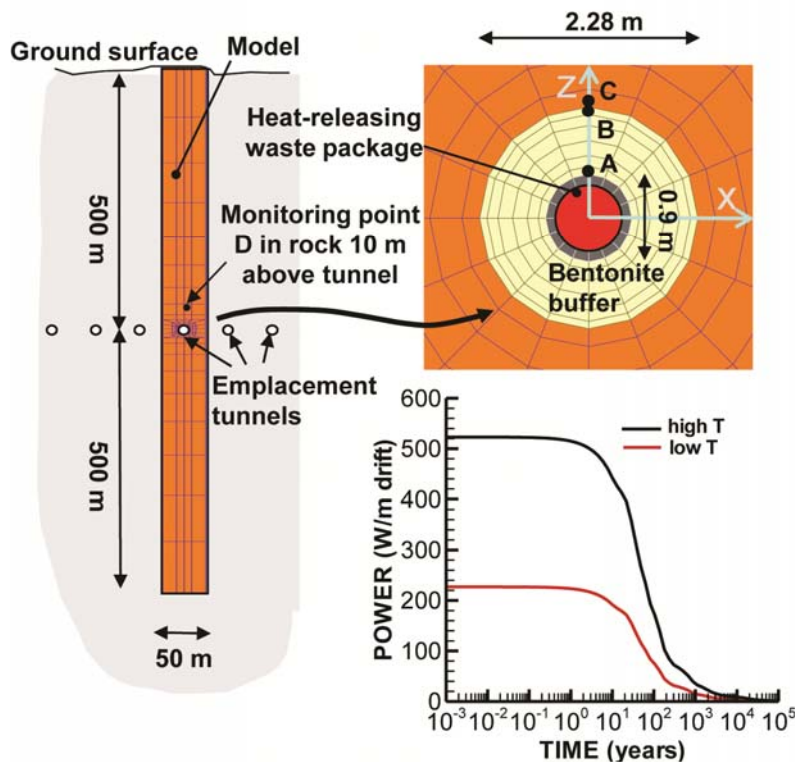 Ground surface
Model
500 m
Monitoring point
D in rock 10 m
above tunnel
Emplacement
tunnels
500 m
50 m
2.28 m
Heat-releasing
waste package
Z
C
B
A
X
0.9 m
Bentonite
buffer
600
500
400
300
200
100
0
POWER (W/m drift)
high T
low T
10⁻³ 10⁻² 10⁻¹ 10⁰ 10¹ 10² 10³ 10⁴ 10⁵
TIME (years)